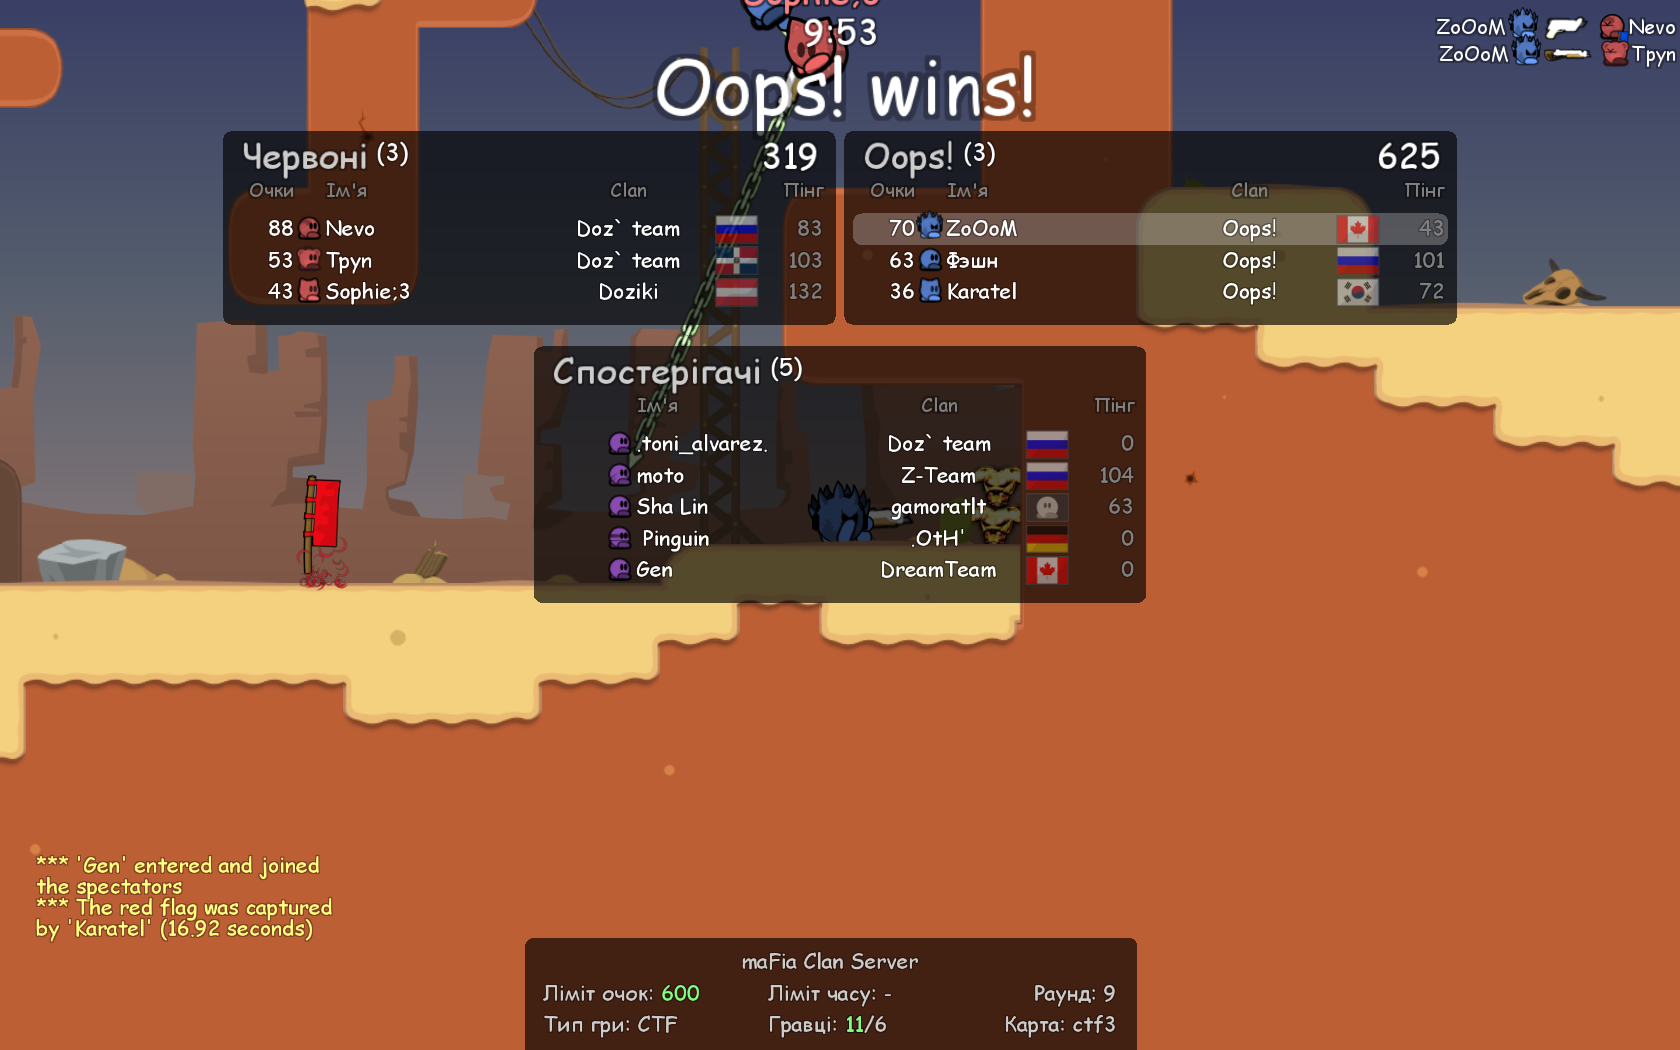 Sophie;3
9:53
Oops! wins!
ZoOoM Nevo
ZoOoM Труп
Червоні (3) 319
Очки Ім'я Clan Пінг
88 Nevo Doz` team 83
53 Труп Doz` team 103
43 Sophie;3 Doziki 132
Oops! (3) 625
Очки Ім'я Clan Пінг
70 ZoOoM Oops! 43
63 Фэшн Oops! 101
36 Karatel Oops! 72
Спостерігачі (5)
Ім'я Clan Пінг
.toni_alvarez. Doz` team 0
moto Z-Team 104
Sha Lin gamoratlt 63
Pinguin .OtH' 0
Gen DreamTeam 0
*** 'Gen' entered and joined
the spectators
*** The red flag was captured
by 'Karatel' (16.92 seconds)
maFia Clan Server
Ліміт очок: 600 Ліміт часу: - Раунд: 9
Тип гри: CTF Гравці: 11/6 Карта: ctf3